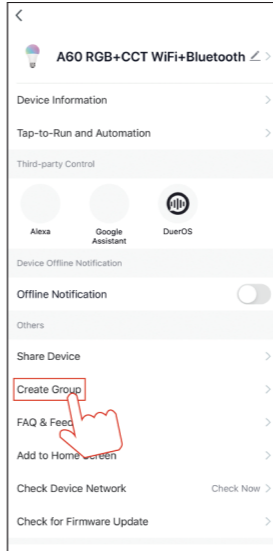 A60 RGB+CCT WiFi+Bluetooth
Device Information
Tap-to-Run and Automation
Third-party Control
Alexa
Google
Assistant
DuerOS
Device Offline Notification
Offline Notification
Others
Share Device
Create Group
FAQ & Feed
Add to Home Screen
Check Device Network Check Now
Check for Firmware Update